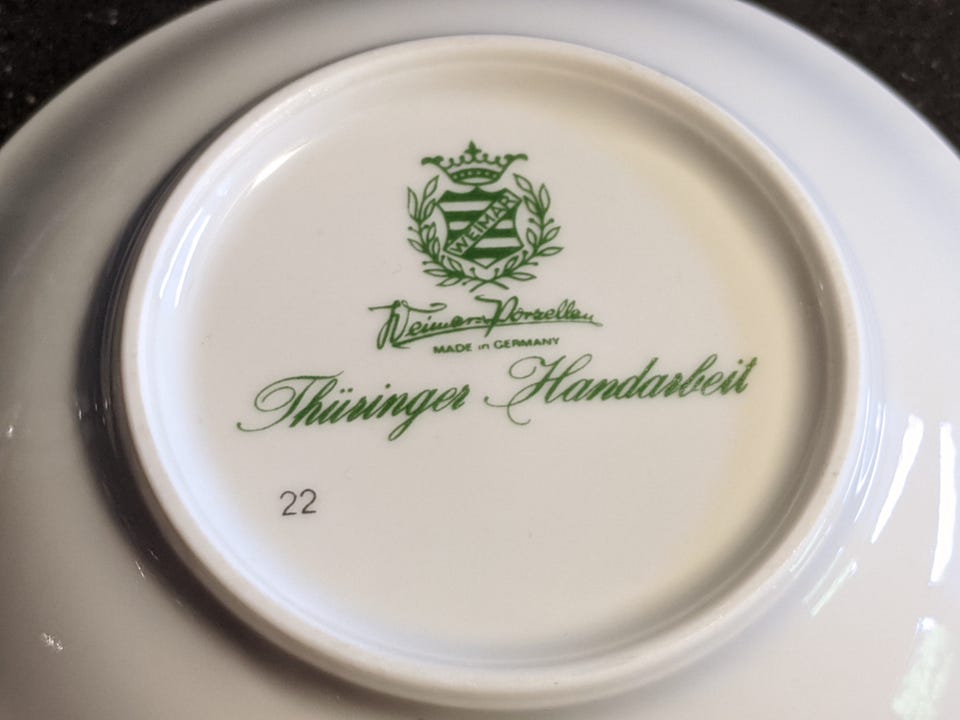 WEIMAR
Weimar Porzellan
MADE in GERMANY
Thüringer Handarbeit
22